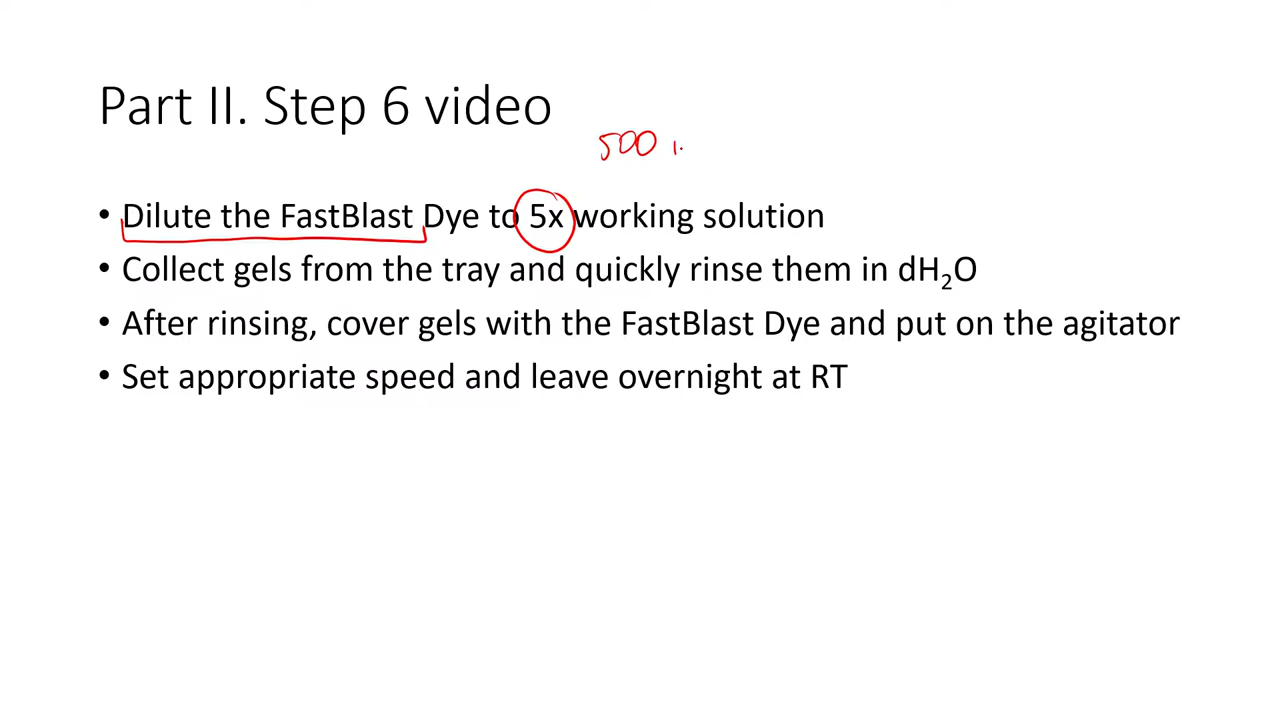 Part II. Step 6 video
500
• Dilute the FastBlast Dye to 5x working solution
• Collect gels from the tray and quickly rinse them in dH₂O
• After rinsing, cover gels with the FastBlast Dye and put on the agitator
• Set appropriate speed and leave overnight at RT